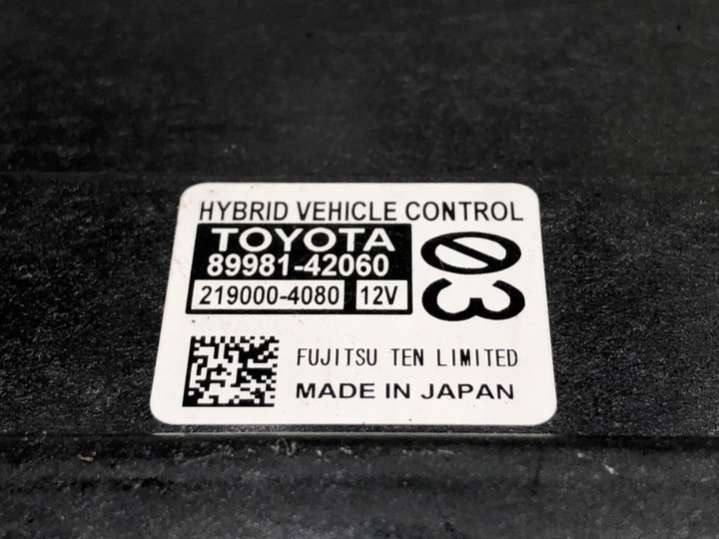 HYBRID VEHICLE CONTROL
TOYOTA
89981-42060
219000-4080 12V
03
FUJITSU TEN LIMITED
MADE IN JAPAN